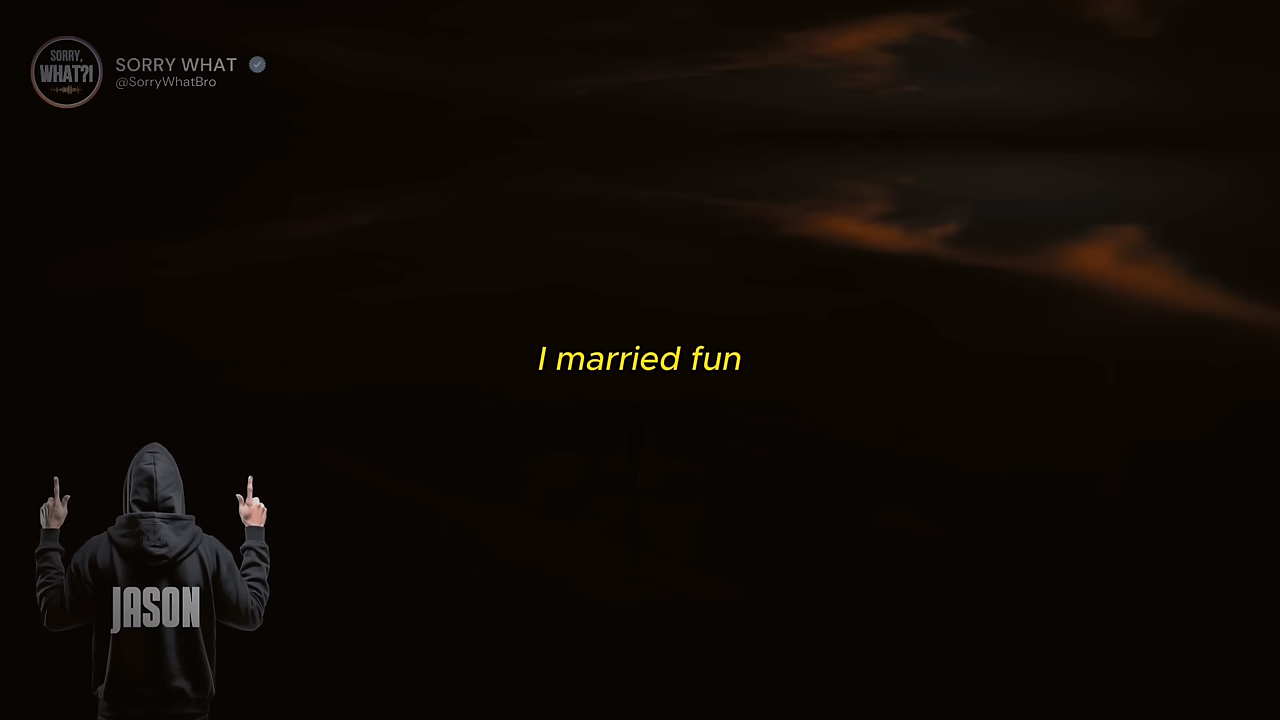 SORRY,
WHAT?!
SORRY WHAT
@SorryWhatBro
I married fun
JASON